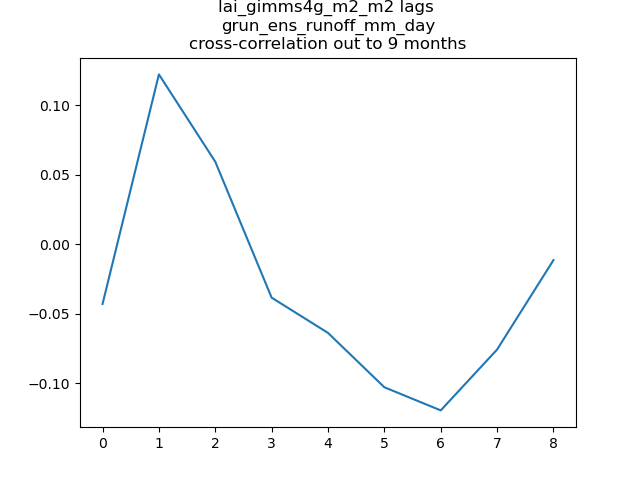 lai_gimms4g_m2_m2 lags
grun_ens_runoff_mm_day
cross-correlation out to 9 months
0.10
0.05
0.00
−0.05
−0.10
0 1 2 3 4 5 6 7 8